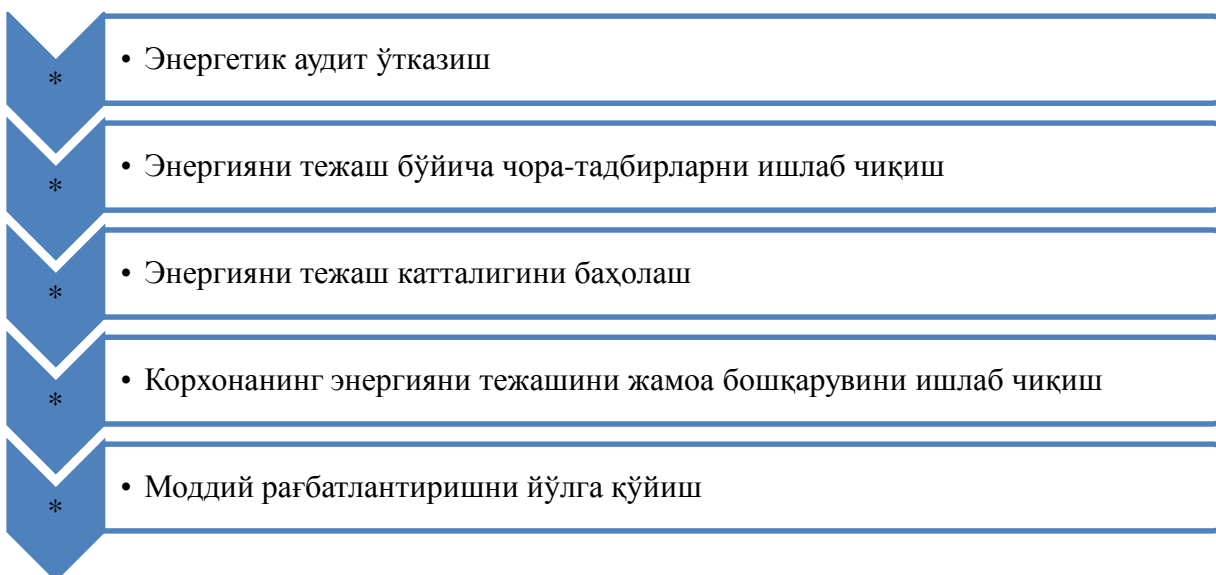 * • Энергетик аудит ўтказиш
* • Энергияни тежаш бўйича чора-тадбирларни ишлаб чиқиш
* • Энергияни тежаш катталигини баҳолаш
* • Корхонанинг энергияни тежашини жамоа бошқарувини ишлаб чиқиш
* • Моддий рағбатлантиришни йўлга қўйиш